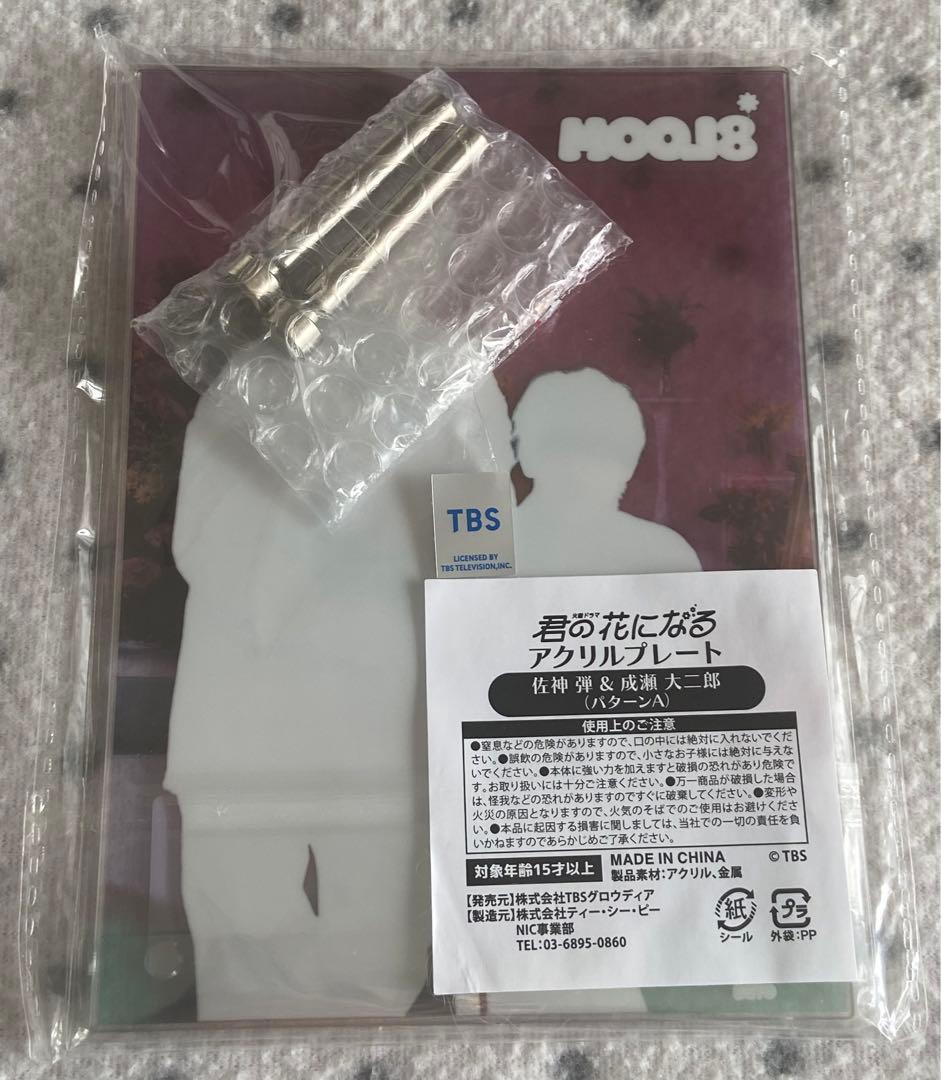 8LOOM
TBS
LICENSED BY
TBS TELEVISION,INC.
火曜ドラマ
君の花になる
アクリルプレート
佐神 弾 & 成瀬 大二郎
(パターンA)
使用上のご注意
●窒息などの危険がありますので、口の中には絶対に入れないでくだ
さい。●誤飲の危険がありますので、小さなお子様には絶対に与えな
いでください。●本体に強い力を加えますと破損の恐れがあり危険で
す。お取り扱いには十分ご注意ください。●万一商品が破損した場合
は、怪我などの恐れがありますのですぐに破棄してください。●変形や
火災の原因となりますので、火気のそばでのご使用はお避けくださ
い。●本品に起因する損害に関しましては、当社での一切の責任を負
いかねますのであらかじめご了承ください。
対象年齢15才以上
MADE IN CHINA
©TBS
製品素材:アクリル、金属
【発売元】株式会社TBSグロウディア
【製造元】株式会社ティー・シー・ピー
NIC事業部
TEL:03-6895-0860
紙
シール
プラ
外袋:PP